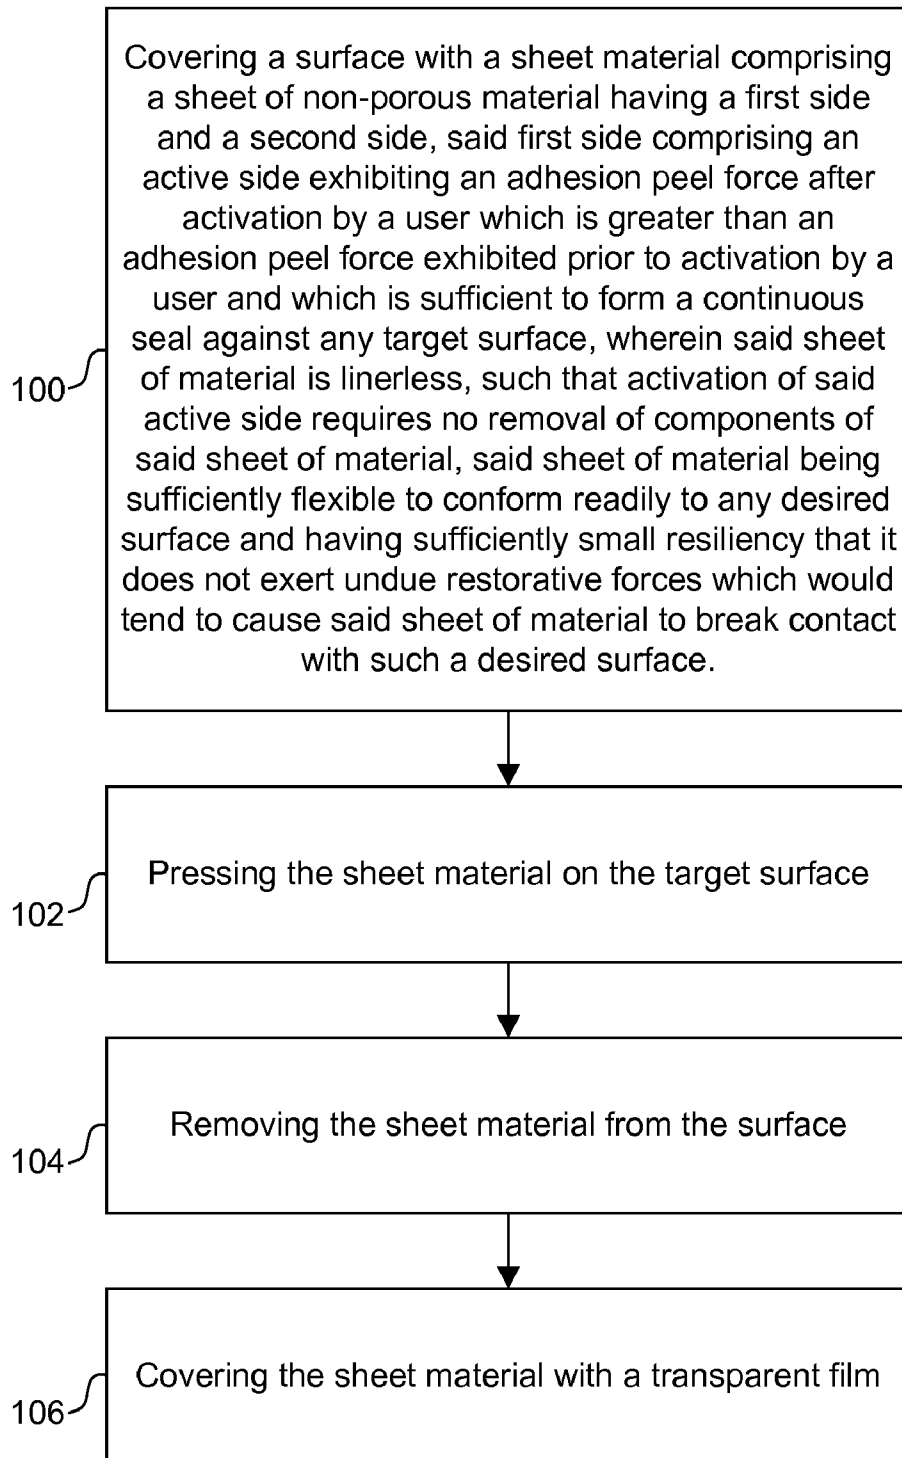 Covering a surface with a sheet material comprising
a sheet of non-porous material having a first side
and a second side, said first side comprising an
active side exhibiting an adhesion peel force after
activation by a user which is greater than an
adhesion peel force exhibited prior to activation by a
user and which is sufficient to form a continuous
seal against any target surface, wherein said sheet
of material is linerless, such that activation of said
active side requires no removal of components of
said sheet of material, said sheet of material being
sufficiently flexible to conform readily to any desired
surface and having sufficiently small resiliency that it
does not exert undue restorative forces which would
tend to cause said sheet of material to break contact
with such a desired surface.
100
Pressing the sheet material on the target surface
102
Removing the sheet material from the surface
104
Covering the sheet material with a transparent film
106